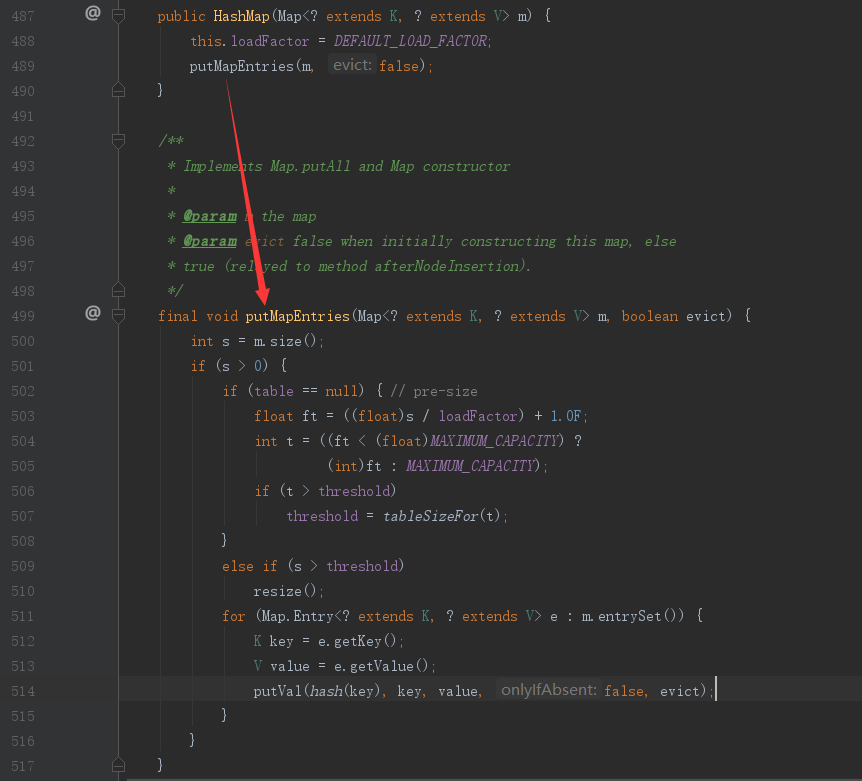 487 @ public HashMap(Map<? extends K, ? extends V> m) {
488 this.loadFactor = DEFAULT_LOAD_FACTOR;
489 putMapEntries(m, evict: false);
490 }
491
492 /**
493 * Implements Map.putAll and Map constructor
494 *
495 * @param m the map
496 * @param evict false when initially constructing this map, else
497 * true (relayed to method afterNodeInsertion).
498 */
499 @ final void putMapEntries(Map<? extends K, ? extends V> m, boolean evict) {
500 int s = m.size();
501 if (s > 0) {
502 if (table == null) { // pre-size
503 float ft = ((float)s / loadFactor) + 1.0F;
504 int t = ((ft < (float)MAXIMUM_CAPACITY) ?
505 (int)ft : MAXIMUM_CAPACITY);
506 if (t > threshold)
507 threshold = tableSizeFor(t);
508 }
509 else if (s > threshold)
510 resize();
511 for (Map.Entry<? extends K, ? extends V> e : m.entrySet()) {
512 K key = e.getKey();
513 V value = e.getValue();
514 putVal(hash(key), key, value, onlyIfAbsent: false, evict);
515 }
516 }
517 }